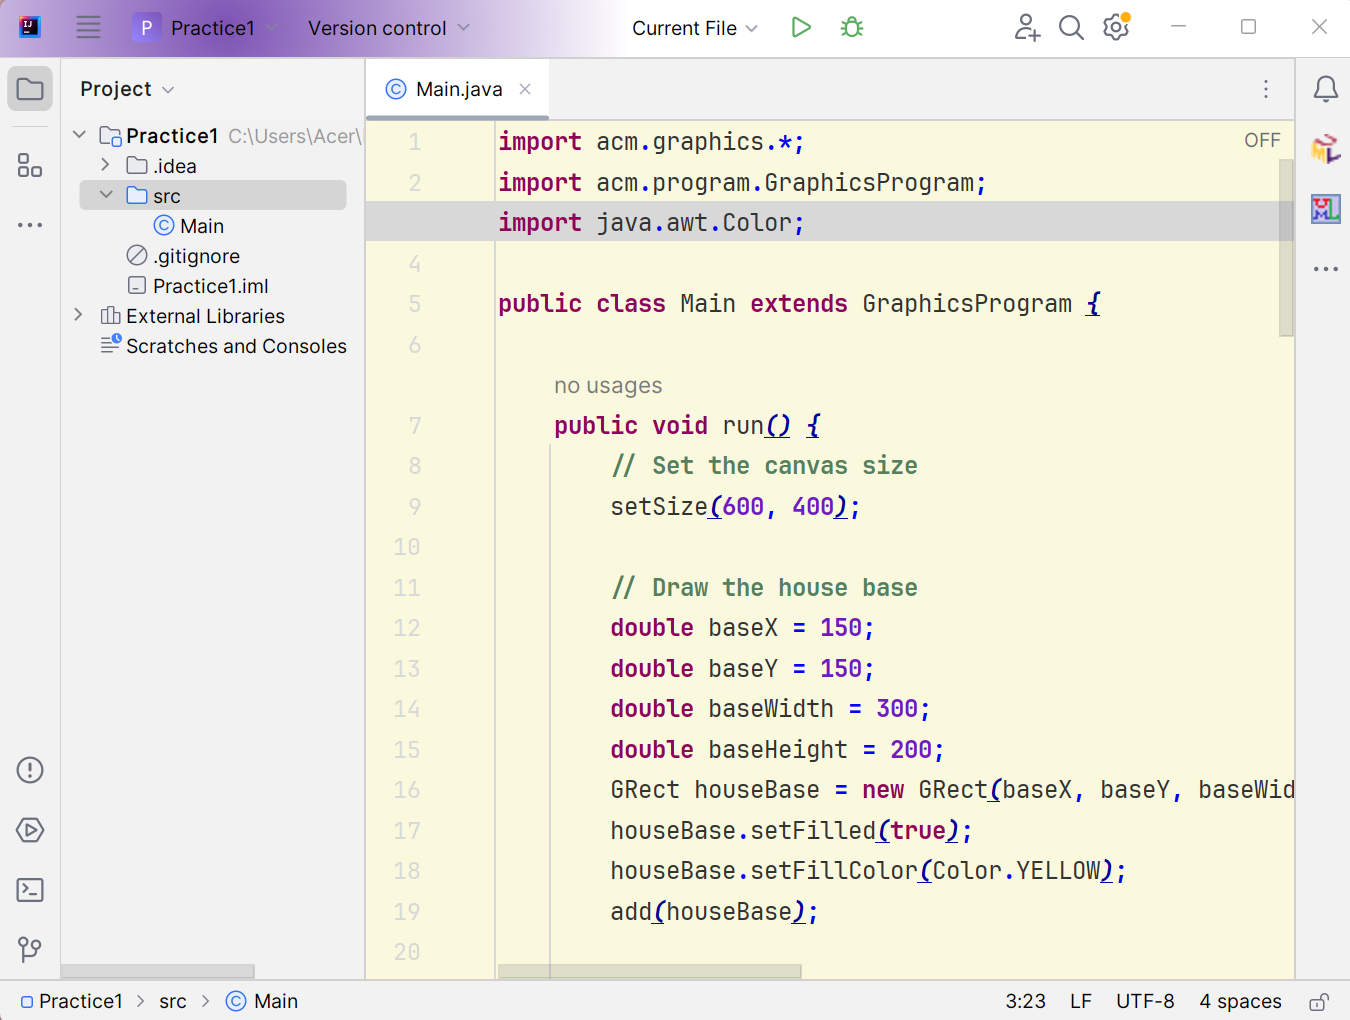 P Practice1 Version control Current File
Project
Main.java
Practice1 C:\Users\Acer\
.idea
src
Main
.gitignore
Practice1.iml
External Libraries
Scratches and Consoles
OFF
1 import acm.graphics.*;
2 import acm.program.GraphicsProgram;
import java.awt.Color;
4
5 public class Main extends GraphicsProgram {
6
no usages
7 public void run() {
8 // Set the canvas size
9 setSize(600, 400);
10
11 // Draw the house base
12 double baseX = 150;
13 double baseY = 150;
14 double baseWidth = 300;
15 double baseHeight = 200;
16 GRect houseBase = new GRect(baseX, baseY, baseWid
17 houseBase.setFilled(true);
18 houseBase.setFillColor(Color.YELLOW);
19 add(houseBase);
20
Practice1 > src > Main 3:23 LF UTF-8 4 spaces